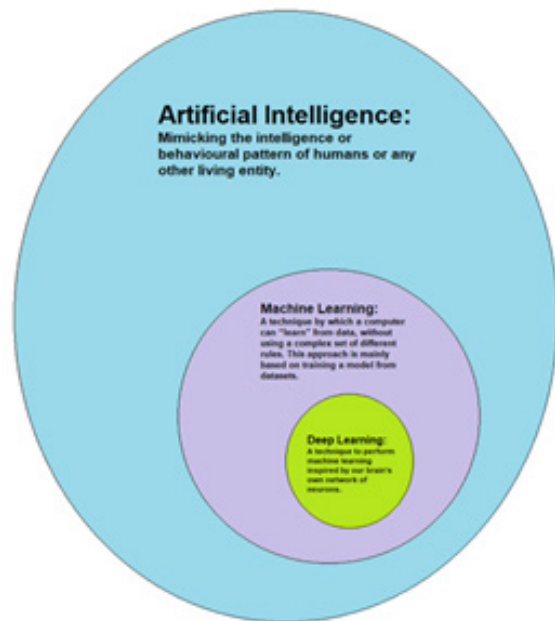 Artificial Intelligence:
Mimicking the intelligence or
behavioural pattern of humans or any
other living entity.
Machine Learning:
A technique by which a computer
can "learn" from data, without
using a complex set of different
rules. This approach is mainly
based on training a model from
datasets.
Deep Learning:
A technique to perform
machine learning
inspired by our brain's
own network of
neurons.